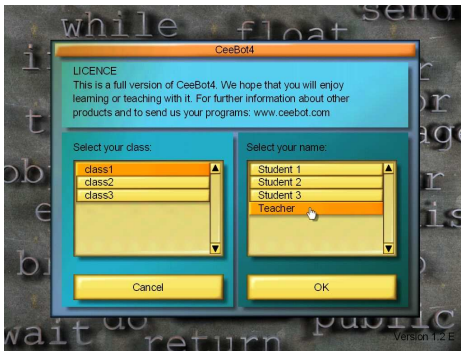 while
float
send
CeeBot4
LICENCE
This is a full version of CeeBot4. We hope that you will enjoy
learning or teaching with it. For further information about other
products and to send us your programs: www.ceebot.com
Select your class:
class1
class2
class3
Select your name:
Student 1
Student 2
Student 3
Teacher
Cancel
OK
wait
do
return
public
Version 1.2 E